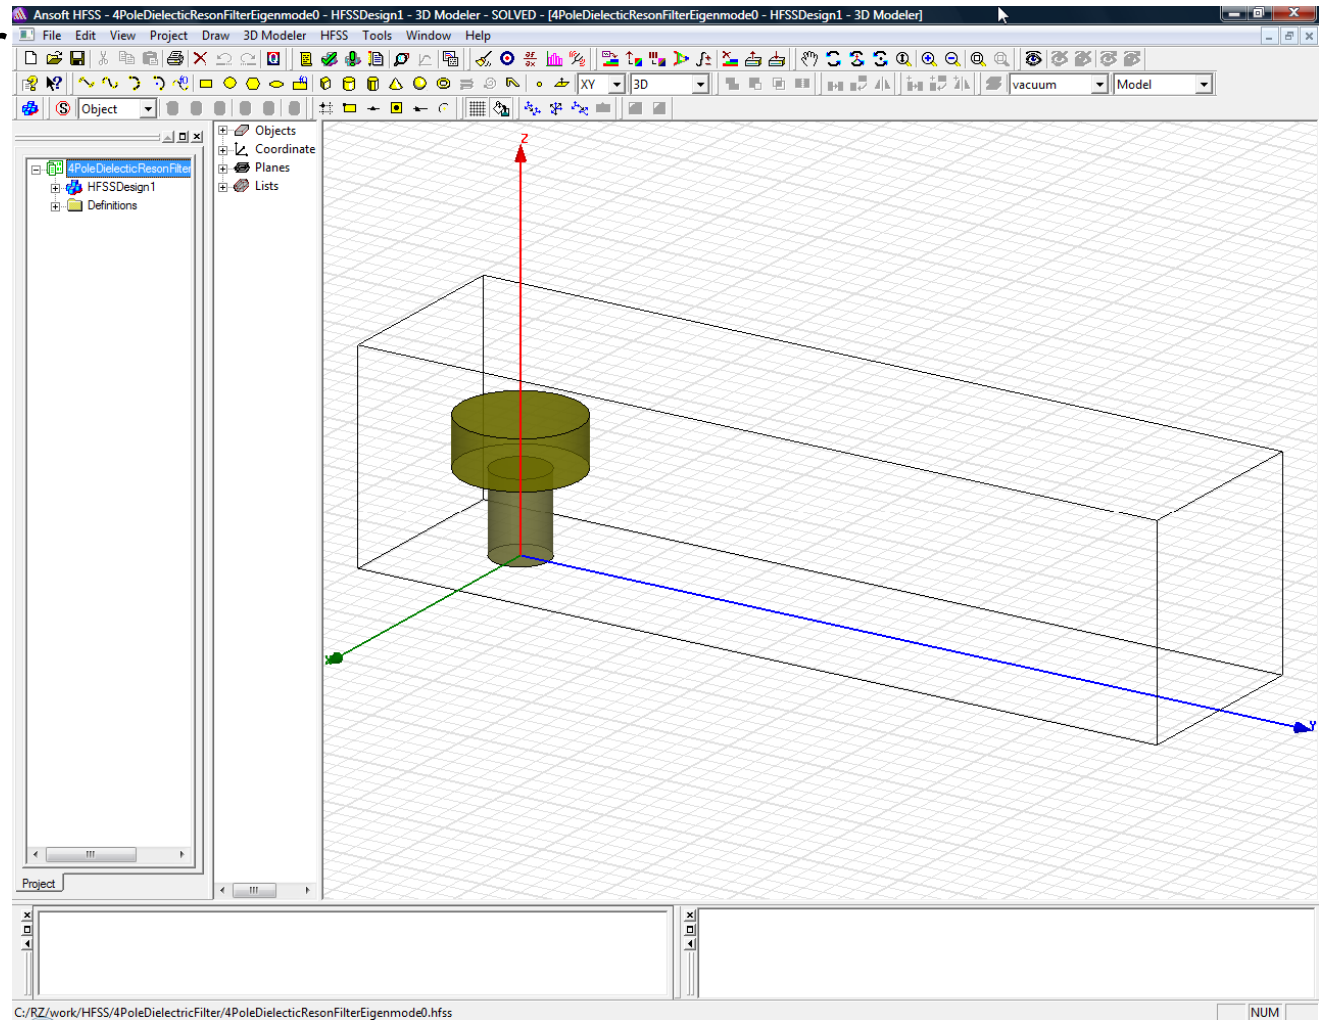 Ansoft HFSS - 4PoleDielecticResonFilterEigenmode0 - HFSSDesign1 - 3D Modeler - SOLVED - [4PoleDielecticResonFilterEigenmode0 - HFSSDesign1 - 3D Modeler]
File Edit View Project Draw 3D Modeler HFSS Tools Window Help
XY 3D vacuum Model
Object
Objects
Coordinate
Planes
Lists
4PoleDielecticResonFilter
HFSSDesign1
Definitions
Z
X
Y
Project
C:/RZ/work/HFSS/4PoleDielectricFilter/4PoleDielecticResonFilterEigenmode0.hfss
NUM